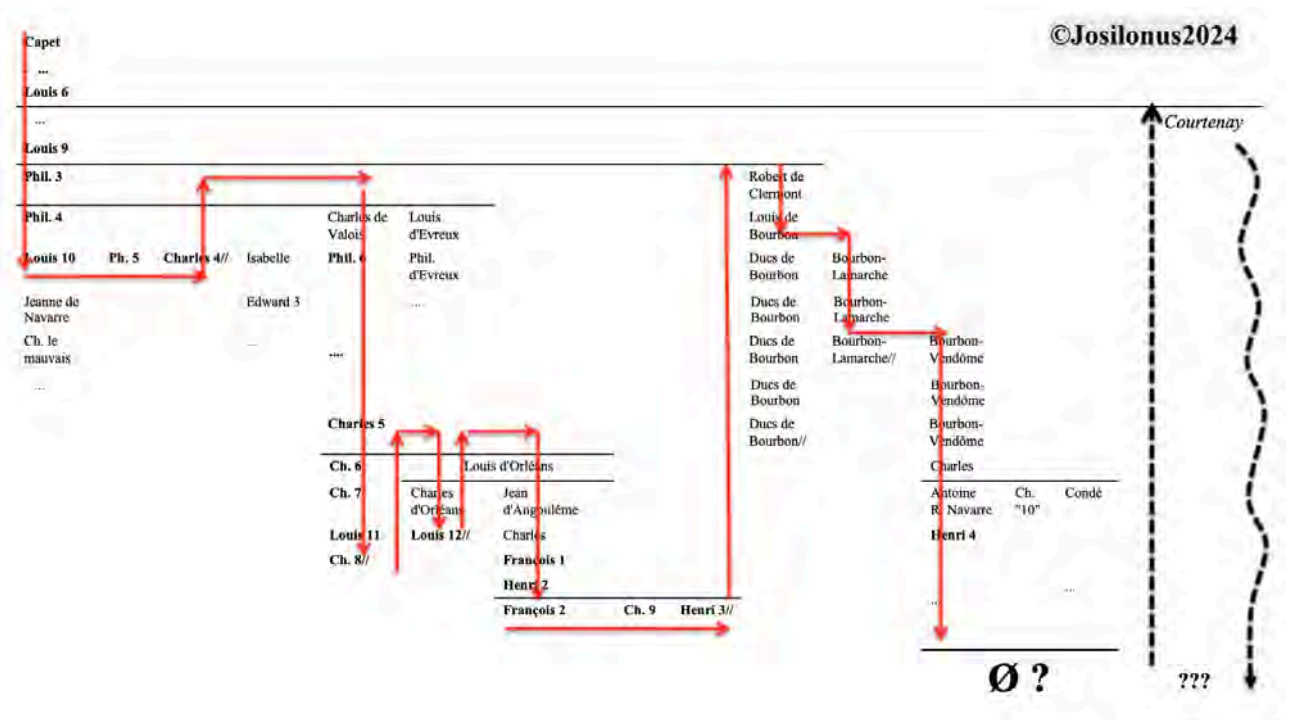 ©Josilonus2024
Capet
...
Louis 6
...
Courtenay
Louis 9
Phil. 3
Robert de
Clermont
Phil. 4
Charles de
Valois
Louis
d'Evreux
Louis de
Bourbon
Louis 10 Ph. 5 Charles 4// Isabelle Phil. 6 Phil.
d'Evreux
Ducs de
Bourbon
Bourbon-
Lamarche
Jeanne de
Navarre
Edward 3
...
Ducs de
Bourbon
Bourbon-
Lamarche
Ch. le
mauvais
...
....
Ducs de
Bourbon
Bourbon-
Lamarche//
Bourbon-
Vendôme
...
Ducs de
Bourbon
Bourbon-
Vendôme
Charles 5
Ducs de
Bourbon//
Bourbon-
Vendôme
Ch. 6 Louis d'Orléans
Charles
Ch. 7
Charles
d'Orléans
Jean
d'Angoulême
Antoine
R. Navarre
Ch.
"10"
Condé
Louis 11 Louis 12// Charles
Henri 4
Ch. 8// François 1
Henri 2
...
...
François 2 Ch. 9 Henri 3//
Ø ?
???